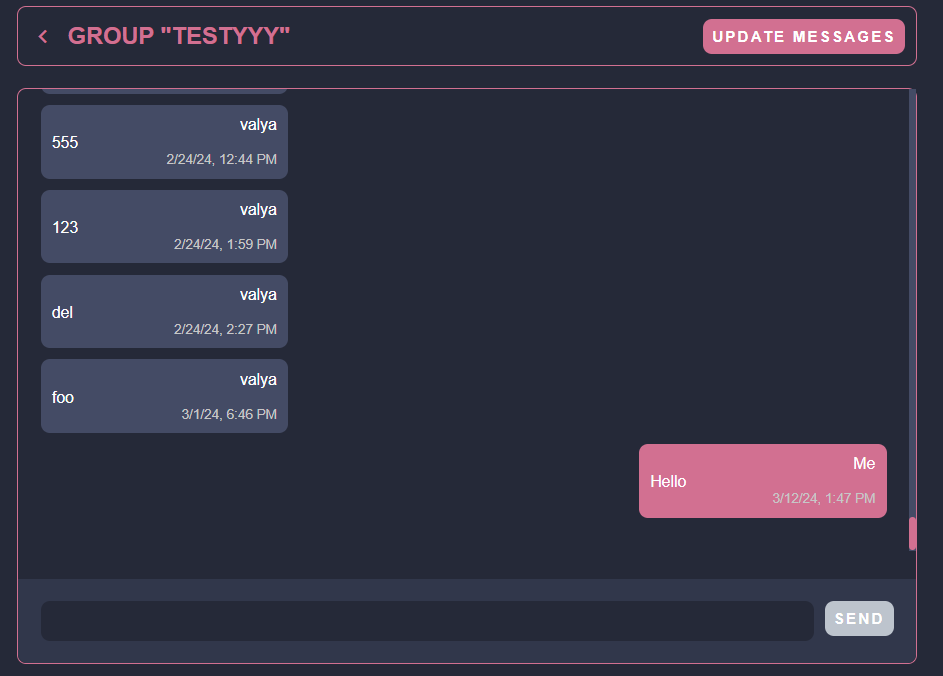 GROUP "TESTYYY"
UPDATE MESSAGES
valya
555
2/24/24, 12:44 PM
valya
123
2/24/24, 1:59 PM
valya
del
2/24/24, 2:27 PM
valya
foo
3/1/24, 6:46 PM
Me
Hello
3/12/24, 1:47 PM
SEND